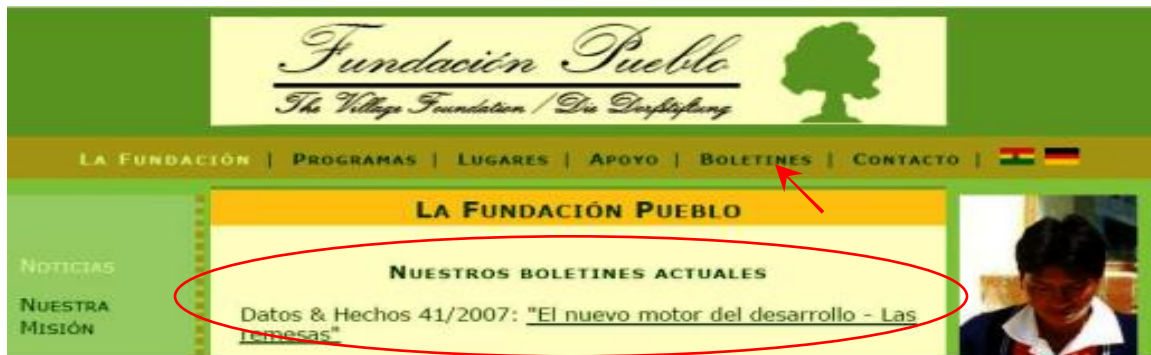 Fundación Pueblo
The Village Foundation / Die Dorfstiftung
LA FUNDACIÓN | PROGRAMAS | LUGARES | APOYO | BOLETINES | CONTACTO |
LA FUNDACIÓN PUEBLO
NOTICIAS
NUESTRA
MISIÓN
NUESTROS BOLETINES ACTUALES
Datos & Hechos 41/2007: "El nuevo motor del desarrollo - Las
remesas"